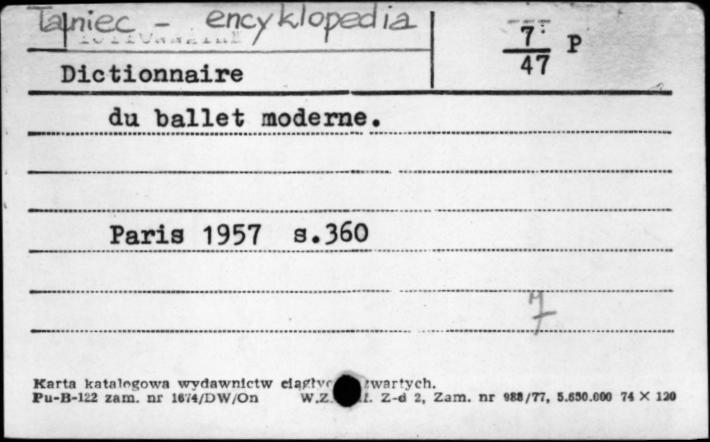 Taniec - encyklopedia
7
47 P
Dictionnaire
du ballet moderne.
Paris 1957 s.360
7
Karta katalogowa wydawnictw
Pu-B-122 zam. nr 1674/DW/On Z-d 2, Zam. nr 988/77, 5.650.000 74 X 120